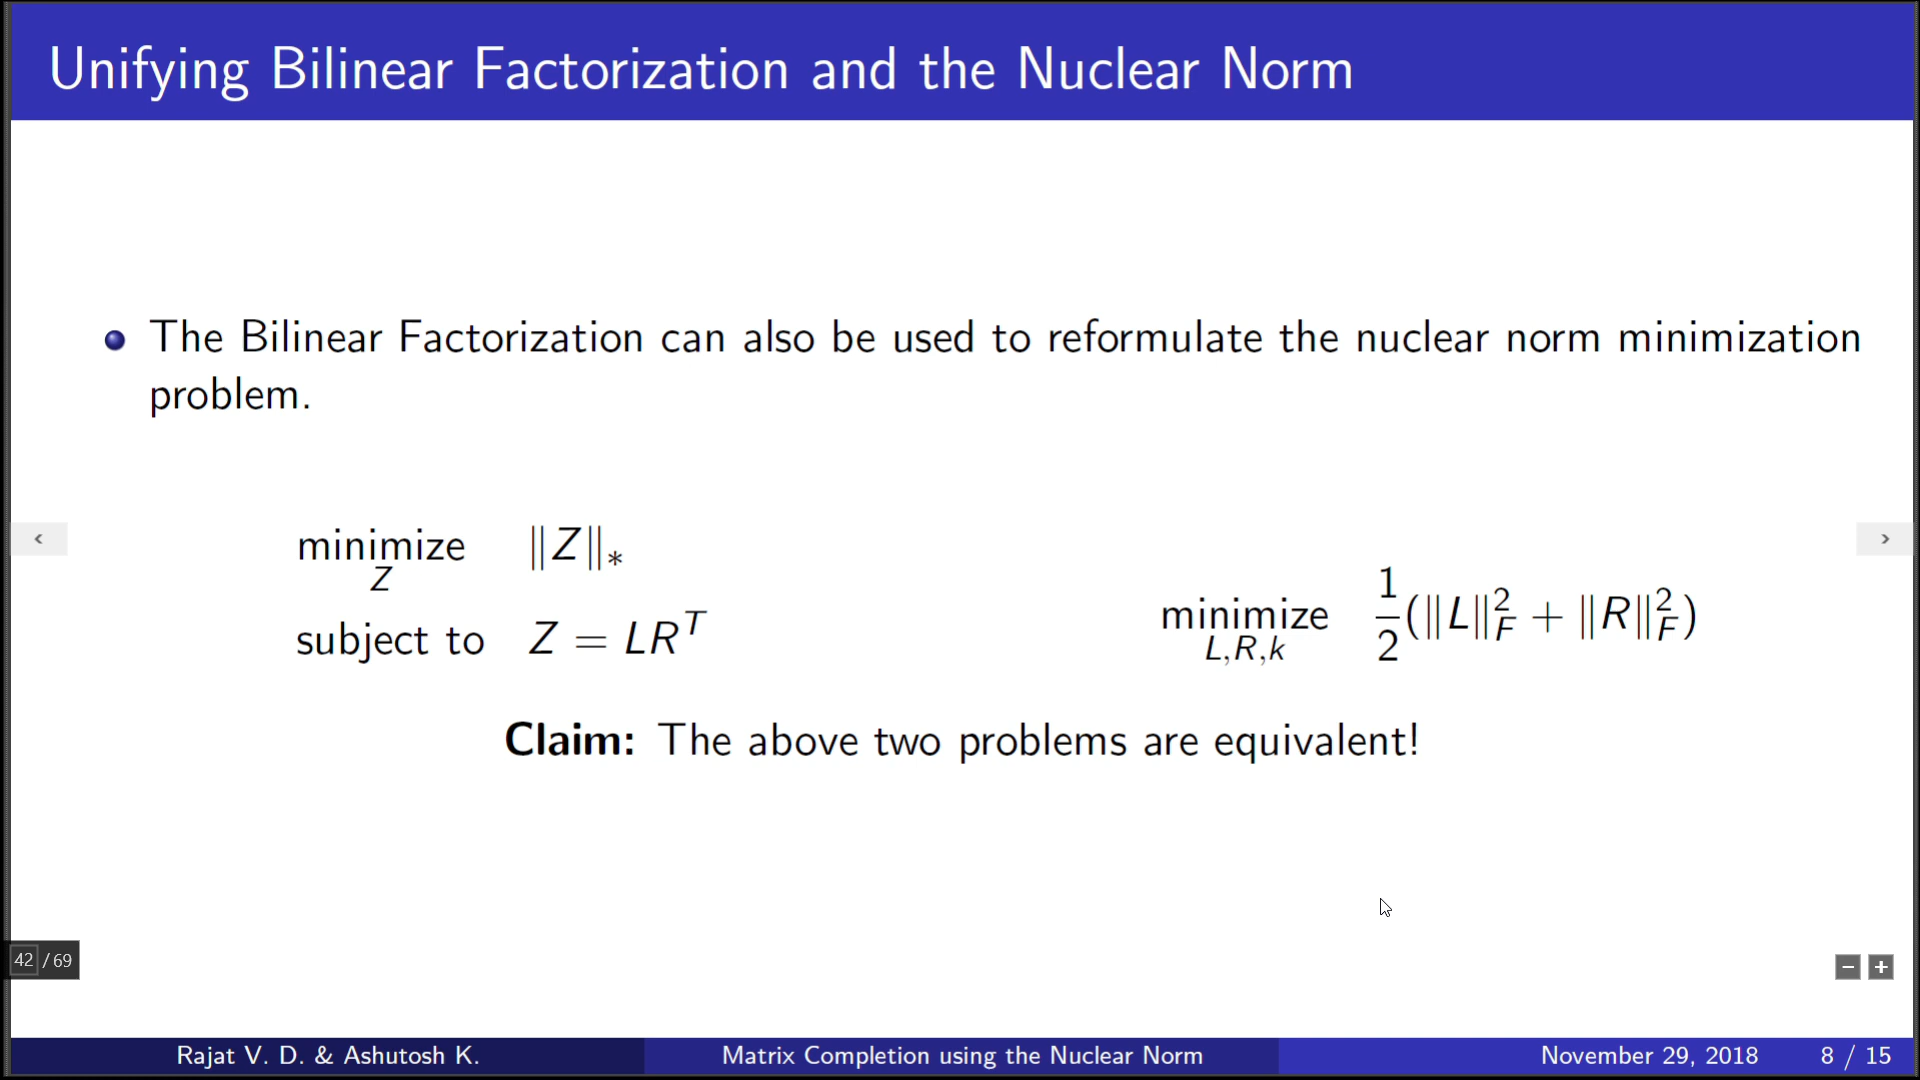 Unifying Bilinear Factorization and the Nuclear Norm
The Bilinear Factorization can also be used to reformulate the nuclear norm minimization
problem.
minimize ‖Z‖_*
Z
subject to Z = LR^T
minimize 1/2(‖L‖_F^2 + ‖R‖_F^2)
L,R,k
Claim: The above two problems are equivalent!
42 / 69
Rajat V. D. & Ashutosh K. Matrix Completion using the Nuclear Norm November 29, 2018 8 / 15